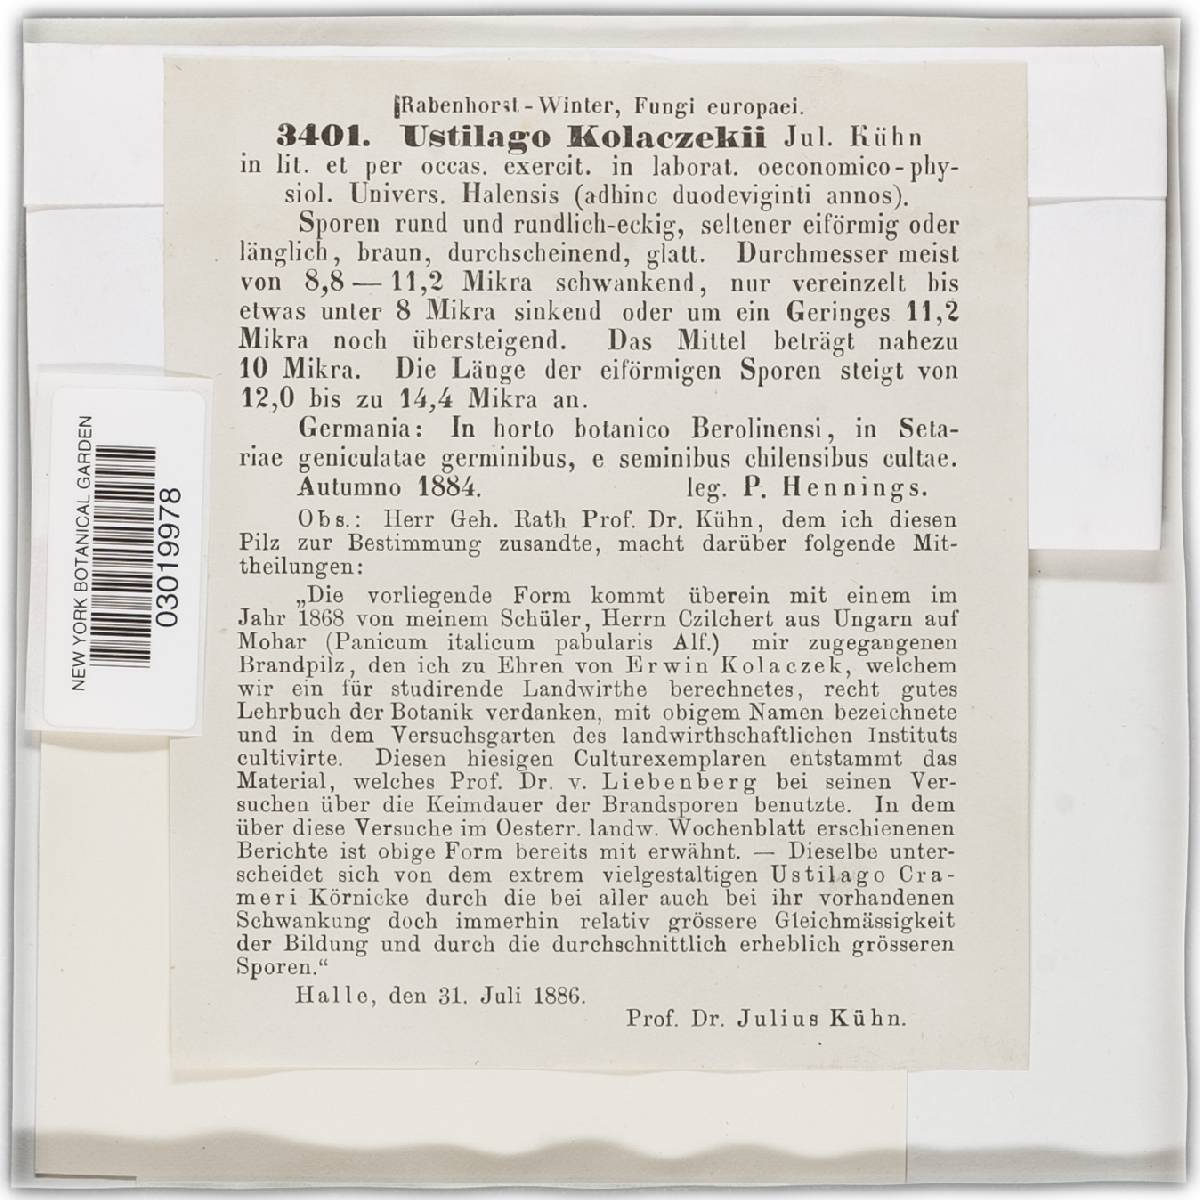 Rabenhorst-Winter, Fungi europaei.
3401. Ustilago Kolaczekii Jul. Kühn
in lit. et per occas. exercit. in laborat. oeconomico-phy-
siol. Univers. Halensis (adhinc duodeviginti annos).
Sporen rund und rundlich-eckig, seltener eiförmig oder
länglich, braun, durchscheinend, glatt. Durchmesser meist
von 8,8 — 11,2 Mikra schwankend, nur vereinzelt bis
etwas unter 8 Mikra sinkend oder um ein Geringes 11,2
Mikra noch übersteigend. Das Mittel beträgt nahezu
10 Mikra. Die Länge der eiförmigen Sporen steigt von
12,0 bis zu 14,4 Mikra an.
Germania: In horto botanico Berolinensi, in Seta-
riae geniculatae germinibus, e seminibus chilensibus cultae.
Autumno 1884. leg. P. Hennings.
Obs.: Herr Geh. Rath Prof. Dr. Kühn, dem ich diesen
Pilz zur Bestimmung zusandte, macht darüber folgende Mit-
theilungen:
„Die vorliegende Form kommt überein mit einem im
Jahr 1868 von meinem Schüler, Herrn Czilchert aus Ungarn auf
Mohar (Panicum italicum pabularis Alf.) mir zugegangenen
Brandpilz, den ich zu Ehren von Erwin Kolaczek, welchem
wir ein für studirende Landwirthe berechnetes, recht gutes
Lehrbuch der Botanik verdanken, mit obigem Namen bezeichnete
und in dem Versuchsgarten des landwirthschaftlichen Instituts
cultivirte. Diesen hiesigen Culturexemplaren entstammt das
Material, welches Prof. Dr. v. Liebenberg bei seinen Ver-
suchen über die Keimdauer der Brandsporen benutzte. In dem
über diese Versuche im Oesterr. landw. Wochenblatt erschienenen
Berichte ist obige Form bereits mit erwähnt. — Dieselbe unter-
scheidet sich von dem extrem vielgestaltigen Ustilago Cra-
meri Körnicke durch die bei aller auch bei ihr vorhandenen
Schwankung doch immerhin relativ grössere Gleichmässigkeit
der Bildung und durch die durchschnittlich erheblich grösseren
Sporen.“
Halle, den 31. Juli 1886.
Prof. Dr. Julius Kühn.
NEW YORK BOTANICAL GARDEN
03019978